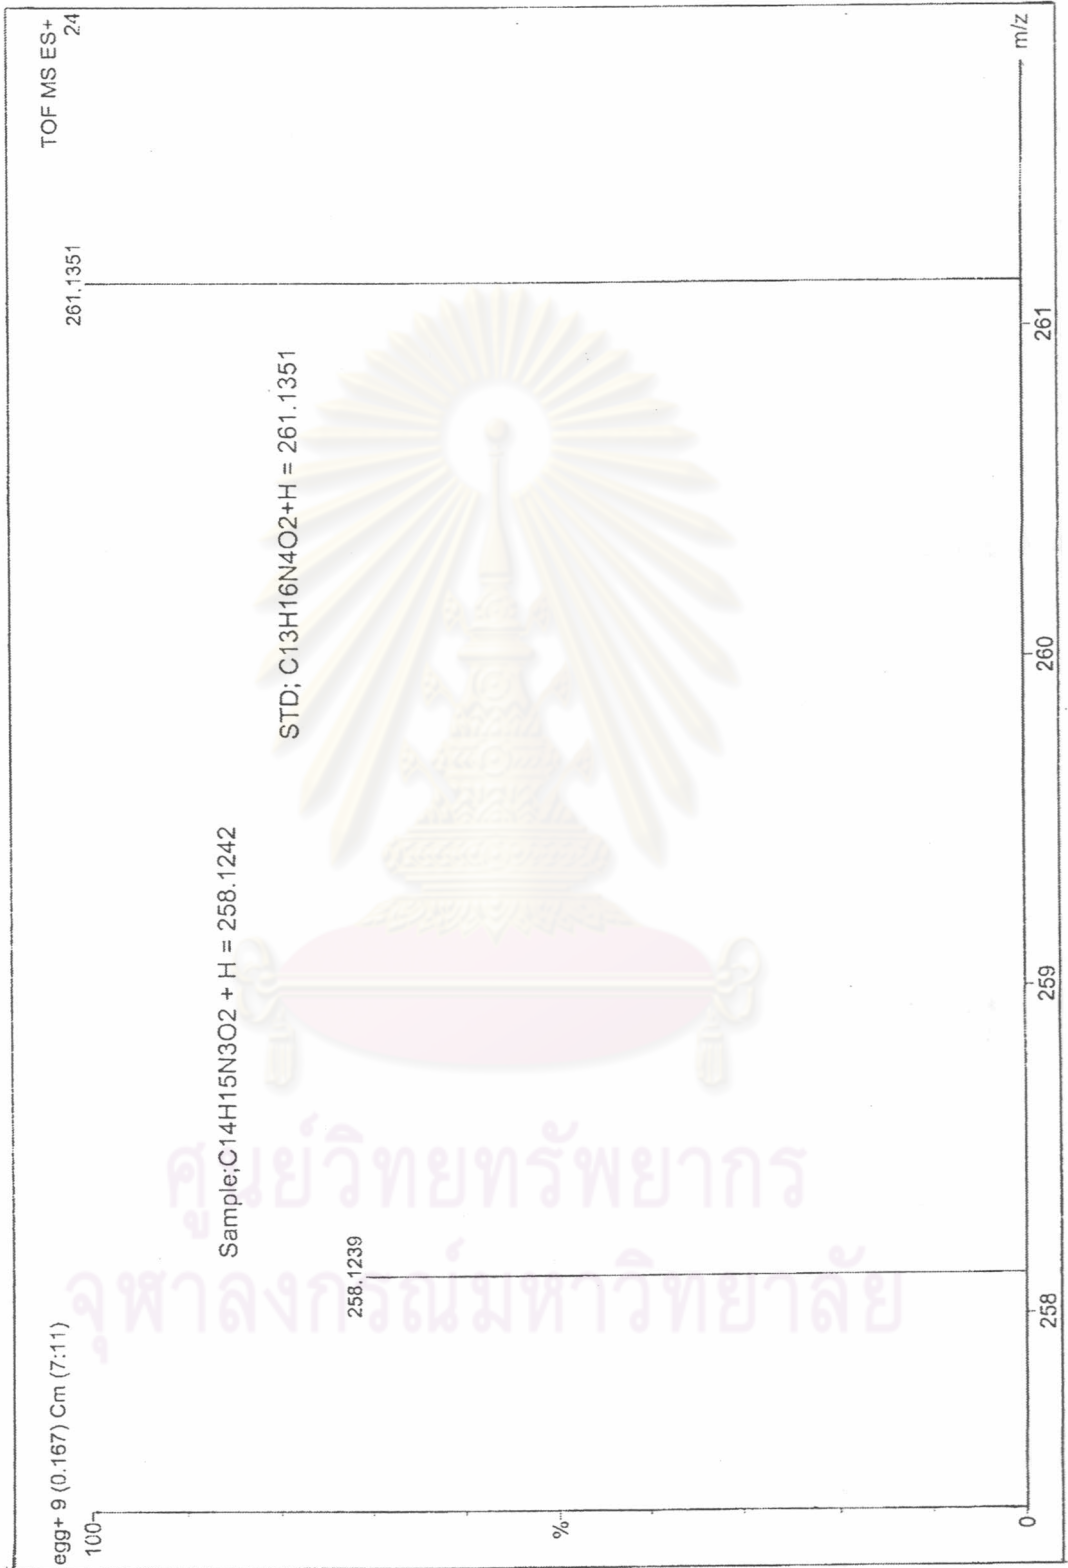 egg+ 9 (0.167) Cm (7:11)
TOF MS ES+
24
100
%
0
261.1351
258.1239
Sample;C14H15N3O2 + H = 258.1242
STD; C13H16N4O2+H = 261.1351
258
259
260
261
m/z
ศูนย์วิทยทรัพยากร
จุฬาลงกรณ์มหาวิทยาลัย